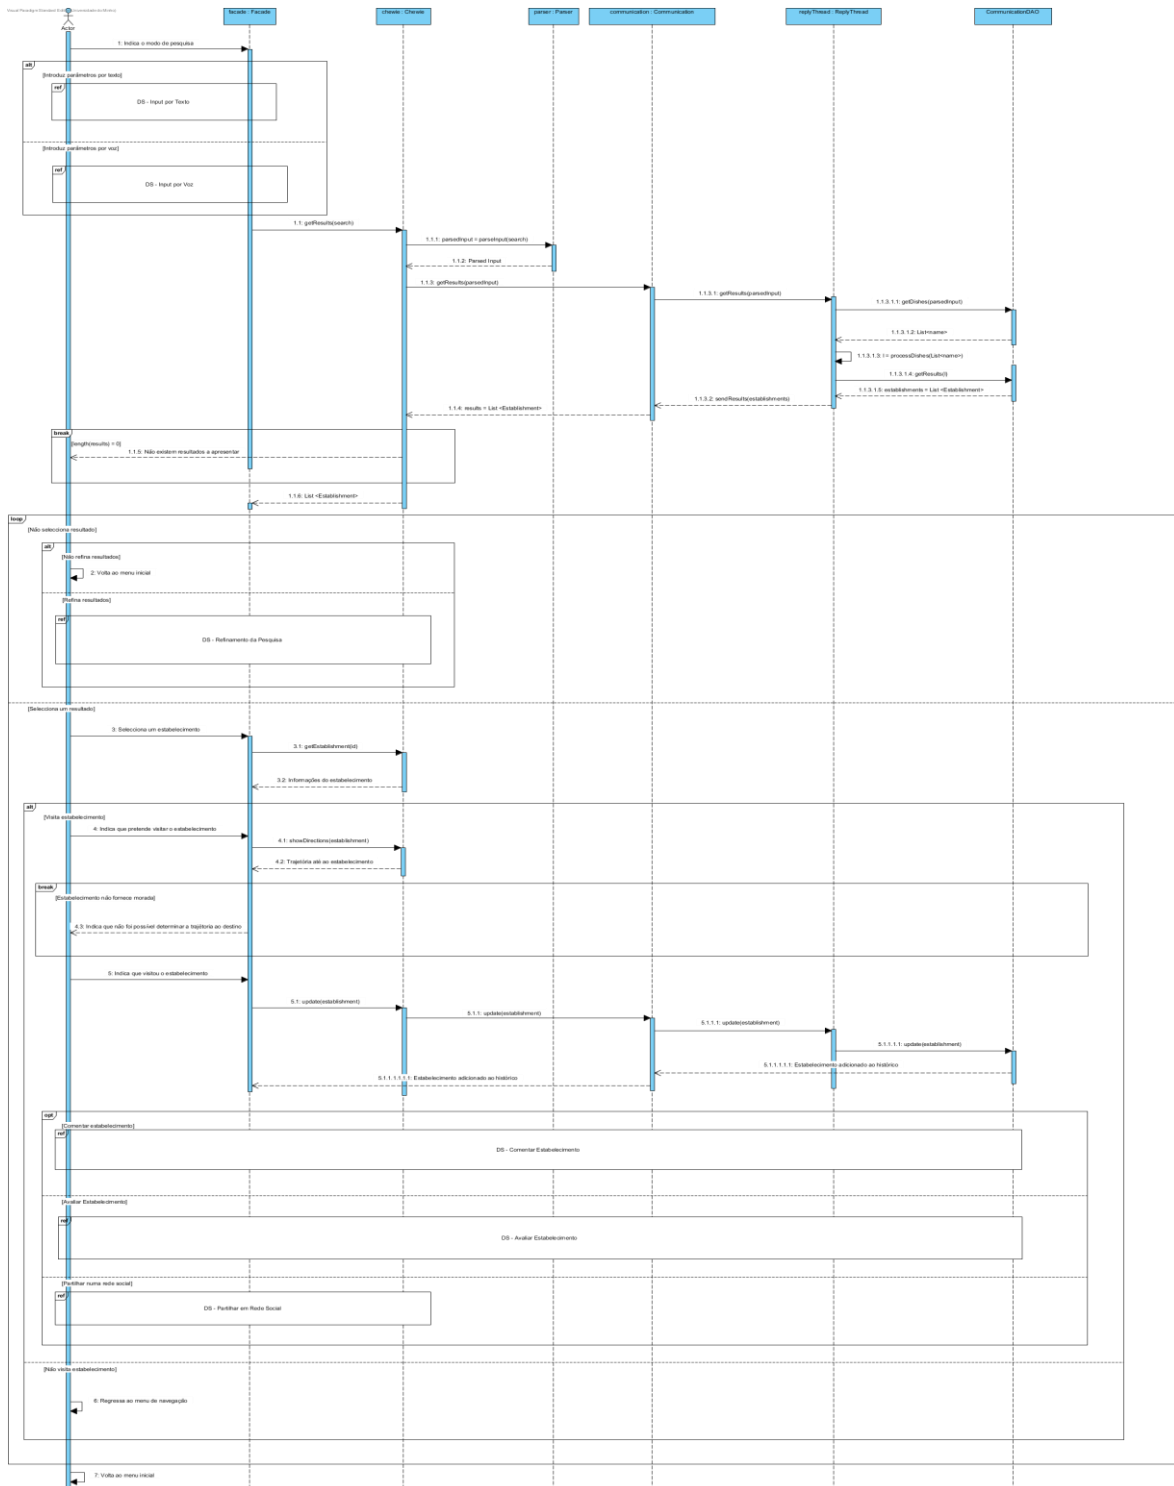 Actor
facade : Facade
chewie : Chewie
parser : Parser
communication : Communication
replyThread : ReplyThread
CommunicationDAO
1: Indica o modo de pesquisa
alt
[Introduz parâmetros por texto]
ref
DS - Input por Texto
[Introduz parâmetros por voz]
ref
DS - Input por Voz
1.1: getResults(search)
1.1.1: parsedInput = parseInput(search)
1.1.2: Parsed Input
1.1.3: getResults(parsedInput)
1.1.3.1: getResults(parsedInput)
1.1.3.1.1: getDishes(parsedInput)
1.1.3.1.2: List<name>
1.1.3.1.3: l = processDishes(List<name>)
1.1.3.1.4: getResults(l)
1.1.3.1.5: establishments = List <Establishment>
1.1.3.2: sendResults(establishments)
1.1.4: results = List <Establishment>
break
[length(results) = 0]
1.1.5: Não existem resultados a apresentar
1.1.6: List <Establishment>
loop
[Não selecciona resultado]
alt
[Não refina resultados]
2: Volta ao menu inicial
[Refina resultados]
ref
DS - Refinamento da Pesquisa
[Selecciona um resultado]
3: Selecciona um estabelecimento
3.1: getEstablishment(id)
3.2: Informações do estabelecimento
alt
[Visita estabelecimento]
4: Indica que pretende visitar o estabelecimento
4.1: showDirections(establishment)
4.2: Trajetória até ao estabelecimento
break
[Estabelecimento não fornece morada]
4.3: Indica que não foi possível determinar a trajetória ao destino
5: Indica que visitou o estabelecimento
5.1: update(establishment)
5.1.1: update(establishment)
5.1.1.1: update(establishment)
5.1.1.1.1: update(establishment)
5.1.1.1.1.1: Estabelecimento adicionado ao histórico
5.1.1.1.1.1.1: Estabelecimento adicionado ao histórico
opt
[Comentar estabelecimento]
ref
DS - Comentar Estabelecimento
[Avaliar Estabelecimento]
ref
DS - Avaliar Estabelecimento
[Partilhar numa rede social]
ref
DS - Partilhar em Rede Social
[Não visita estabelecimento]
6: Regressa ao menu de navegação
7: Volta ao menu inicial